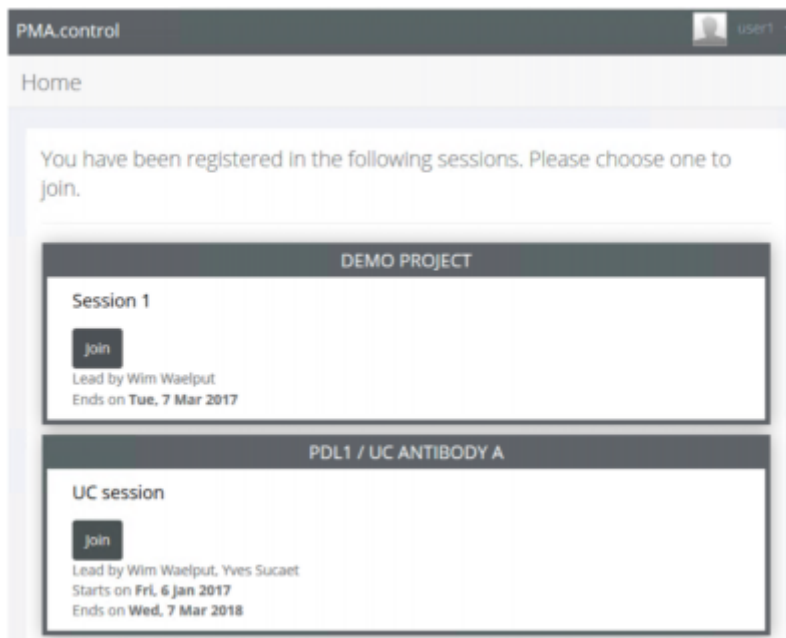 PMA.control
user1
Home
You have been registered in the following sessions. Please choose one to
join.
DEMO PROJECT
Session 1
Join
Lead by Wim Waelput
Ends on Tue, 7 Mar 2017
PDL1 / UC ANTIBODY A
UC session
Join
Lead by Wim Waelput, Yves Sucaet
Starts on Fri, 6 Jan 2017
Ends on Wed, 7 Mar 2018